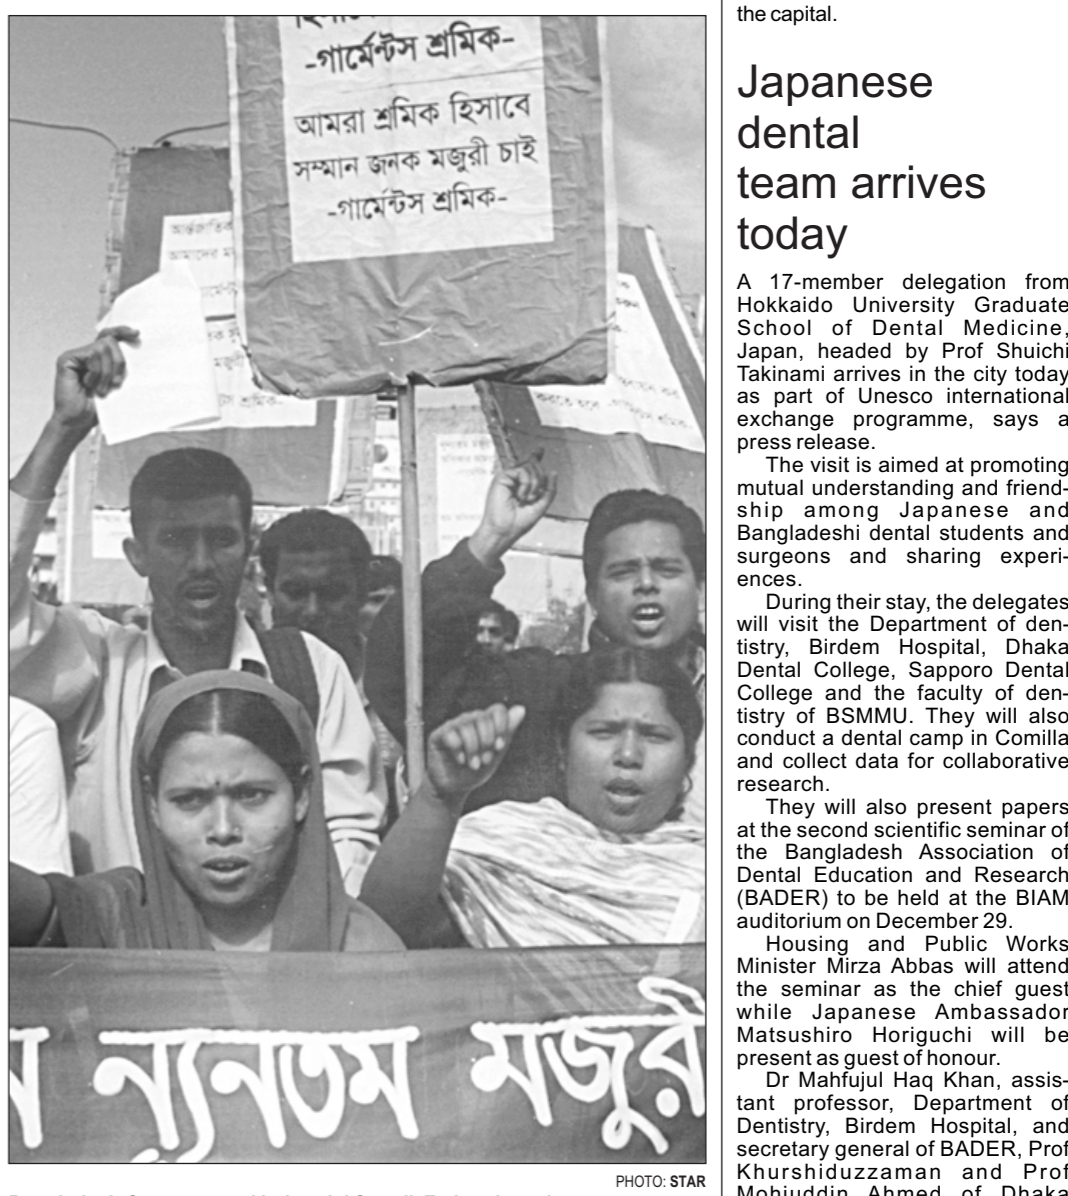 -গার্মেন্টস শ্রমিক-
আমরা শ্রমিক হিসাবে
সম্মান জনক মজুরী চাই
-গার্মেন্টস শ্রমিক-
আন্তর্জাতিক
আমাদের
ন্যূনতম মজুরী
PHOTO: STAR
the capital.
Japanese
dental
team arrives
today
A 17-member delegation from
Hokkaido University Graduate
School of Dental Medicine,
Japan, headed by Prof Shuichi
Takinami arrives in the city today
as part of Unesco international
exchange programme, says a
press release.
The visit is aimed at promoting
mutual understanding and friend-
ship among Japanese and
Bangladeshi dental students and
surgeons and sharing experi-
ences.
During their stay, the delegates
will visit the Department of den-
tistry, Birdem Hospital, Dhaka
Dental College, Sapporo Dental
College and the faculty of den-
tistry of BSMMU. They will also
conduct a dental camp in Comilla
and collect data for collaborative
research.
They will also present papers
at the second scientific seminar of
the Bangladesh Association of
Dental Education and Research
(BADER) to be held at the BIAM
auditorium on December 29.
Housing and Public Works
Minister Mirza Abbas will attend
the seminar as the chief guest
while Japanese Ambassador
Matsushiro Horiguchi will be
present as guest of honour.
Dr Mahfujul Haq Khan, assis-
tant professor, Department of
Dentistry, Birdem Hospital, and
secretary general of BADER, Prof
Khurshiduzzaman and Prof
Mohiuddin Ahmed of Dhaka